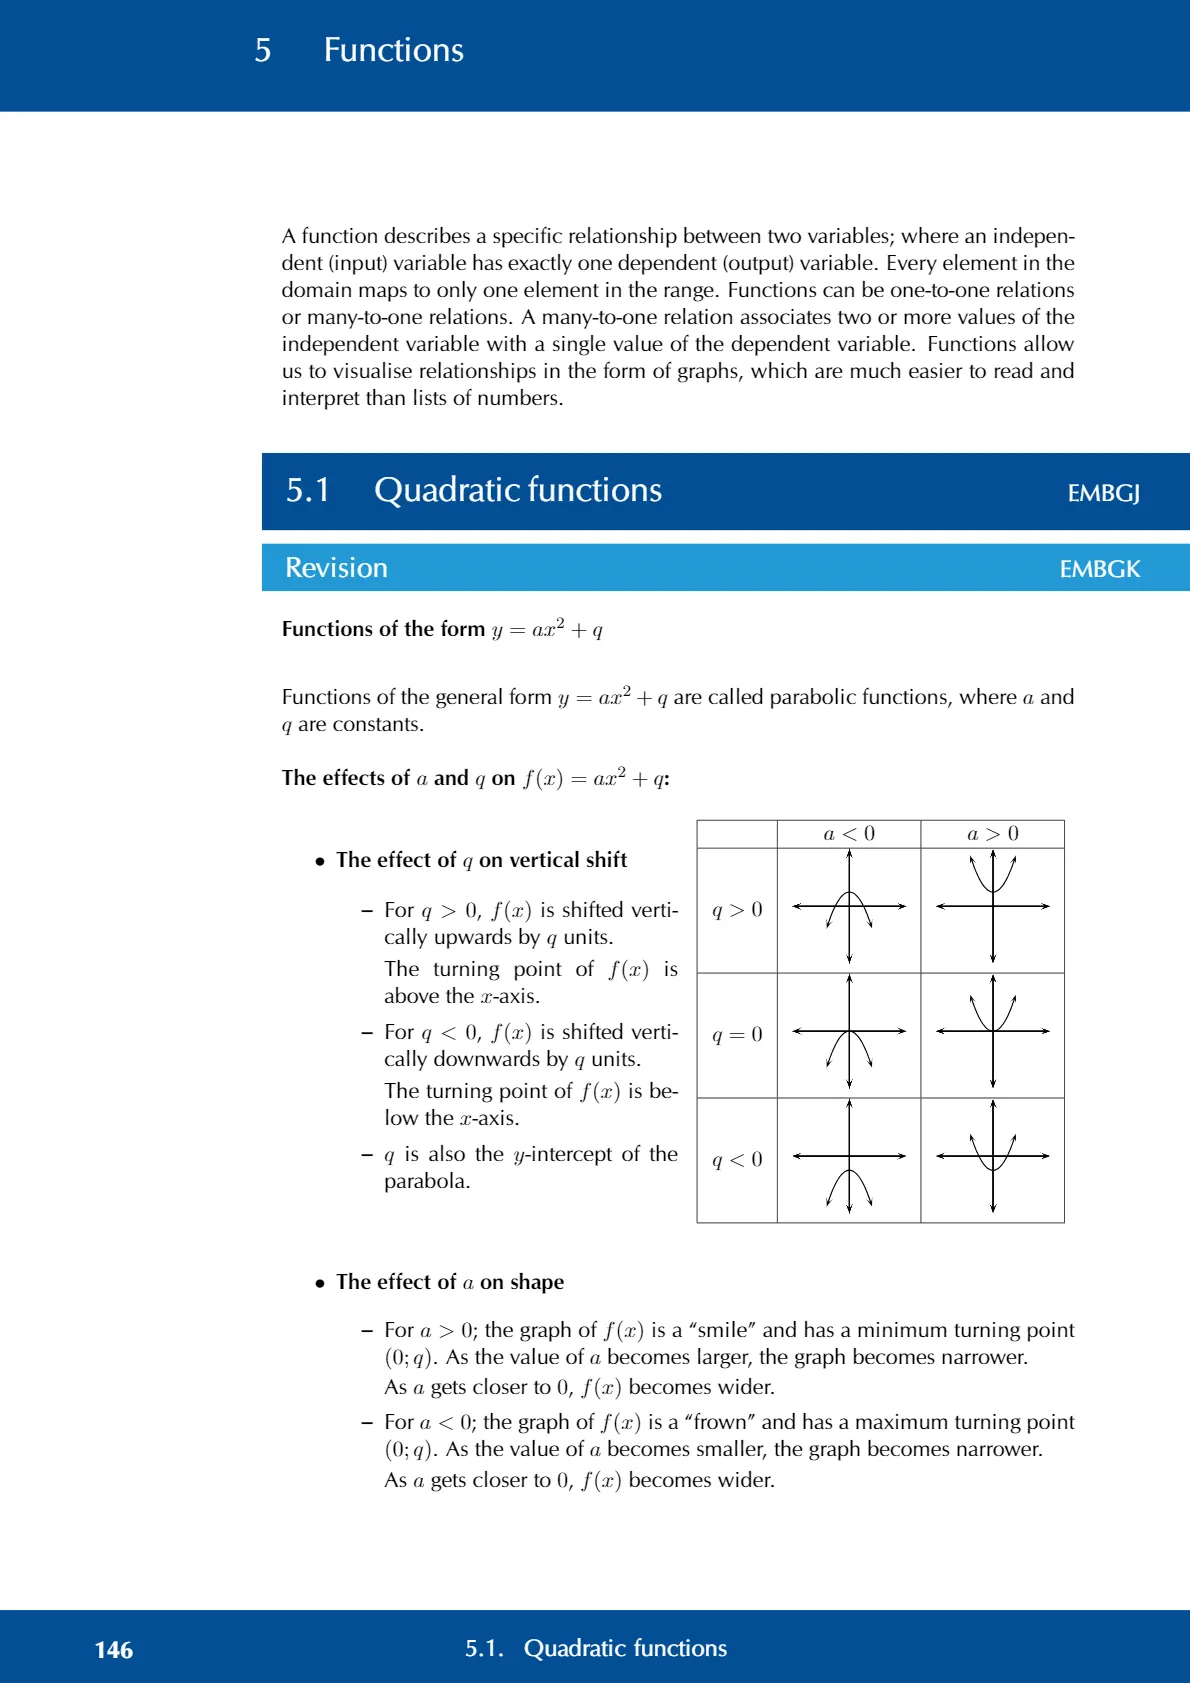 5 Functions
A function describes a specific relationship between two variables; where an indepen-
dent (input) variable has exactly one dependent (output) variable. Every element in the
domain maps to only one element in the range. Functions can be one-to-one relations
or many-to-one relations. A many-to-one relation associates two or more values of the
independent variable with a single value of the dependent variable. Functions allow
us to visualise relationships in the form of graphs, which are much easier to read and
interpret than lists of numbers.
5.1 Quadratic functions EMBGJ
Revision EMBGK
Functions of the form y = ax² + q
Functions of the general form y = ax² + q are called parabolic functions, where a and
q are constants.
The effects of a and q on f(x) = ax² + q:
• The effect of q on vertical shift
– For q > 0, f(x) is shifted verti-
cally upwards by q units.
The turning point of f(x) is
above the x-axis.
– For q < 0, f(x) is shifted verti-
cally downwards by q units.
The turning point of f(x) is be-
low the x-axis.
– q is also the y-intercept of the
parabola.
a < 0 a > 0
q > 0
q = 0
q < 0
• The effect of a on shape
– For a > 0; the graph of f(x) is a “smile” and has a minimum turning point
(0; q). As the value of a becomes larger, the graph becomes narrower.
As a gets closer to 0, f(x) becomes wider.
– For a < 0; the graph of f(x) is a “frown” and has a maximum turning point
(0; q). As the value of a becomes smaller, the graph becomes narrower.
As a gets closer to 0, f(x) becomes wider.
146 5.1. Quadratic functions